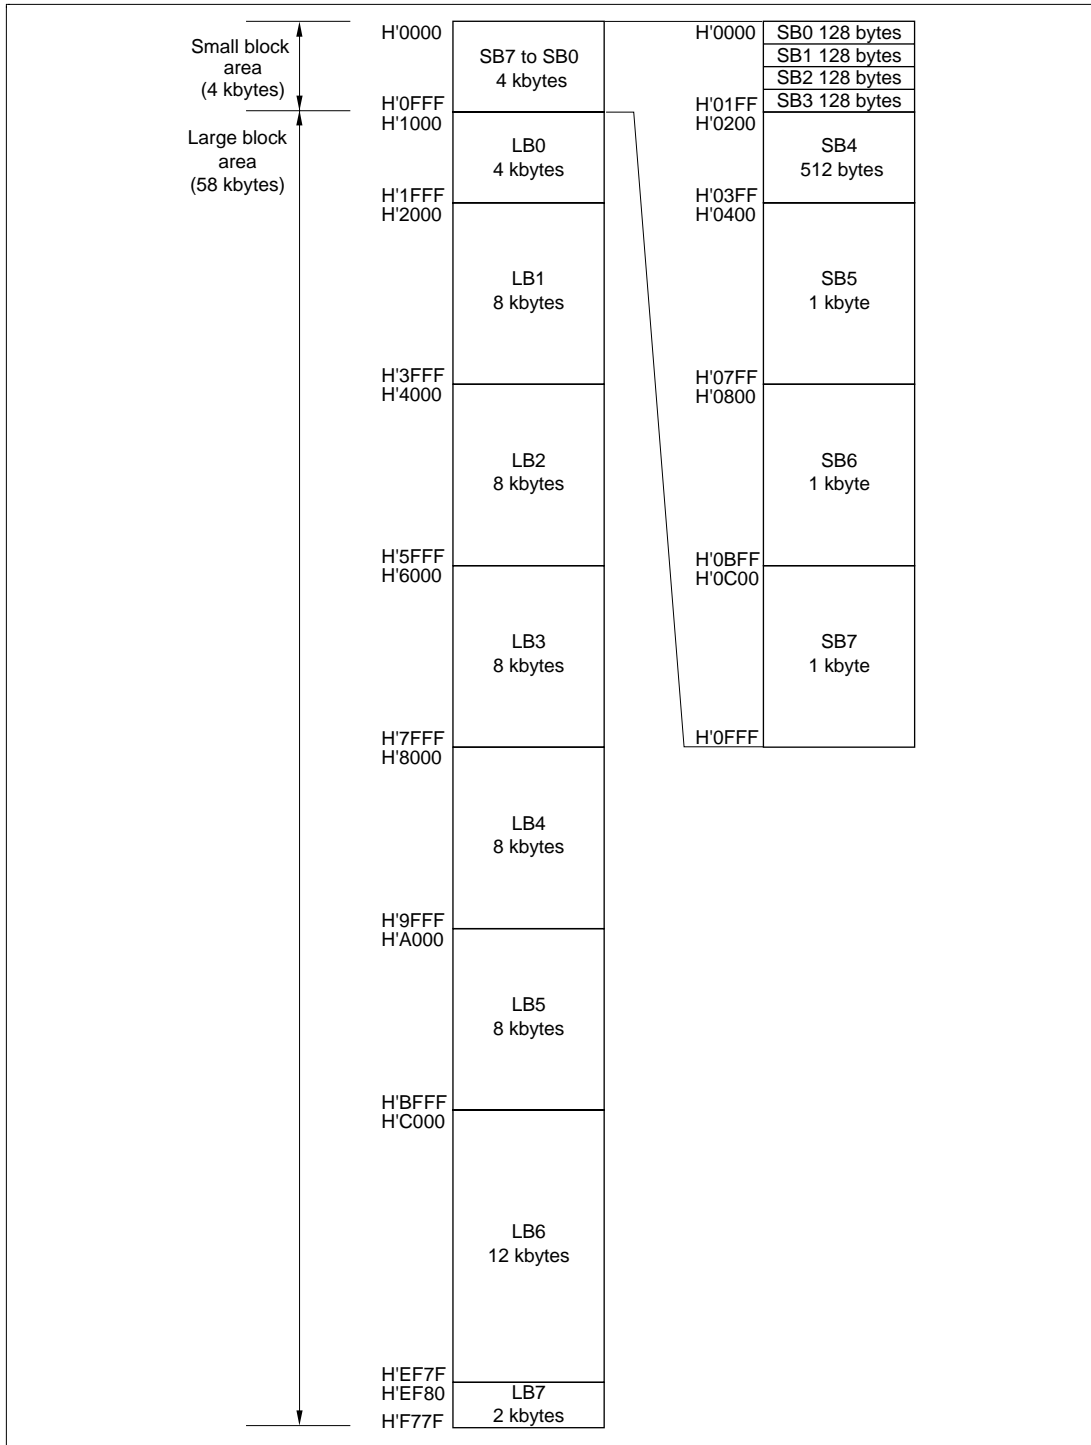 Small block
area
(4 kbytes)
Large block
area
(58 kbytes)
H'0000
SB7 to SB0
4 kbytes
H'0FFF
H'1000
LB0
4 kbytes
H'1FFF
H'2000
LB1
8 kbytes
H'3FFF
H'4000
LB2
8 kbytes
H'5FFF
H'6000
LB3
8 kbytes
H'7FFF
H'8000
LB4
8 kbytes
H'9FFF
H'A000
LB5
8 kbytes
H'BFFF
H'C000
LB6
12 kbytes
H'EF7F
H'EF80
LB7
2 kbytes
H'F77F
H'0000
SB0 128 bytes
SB1 128 bytes
SB2 128 bytes
SB3 128 bytes
H'01FF
H'0200
SB4
512 bytes
H'03FF
H'0400
SB5
1 kbyte
H'07FF
H'0800
SB6
1 kbyte
H'0BFF
H'0C00
SB7
1 kbyte
H'0FFF